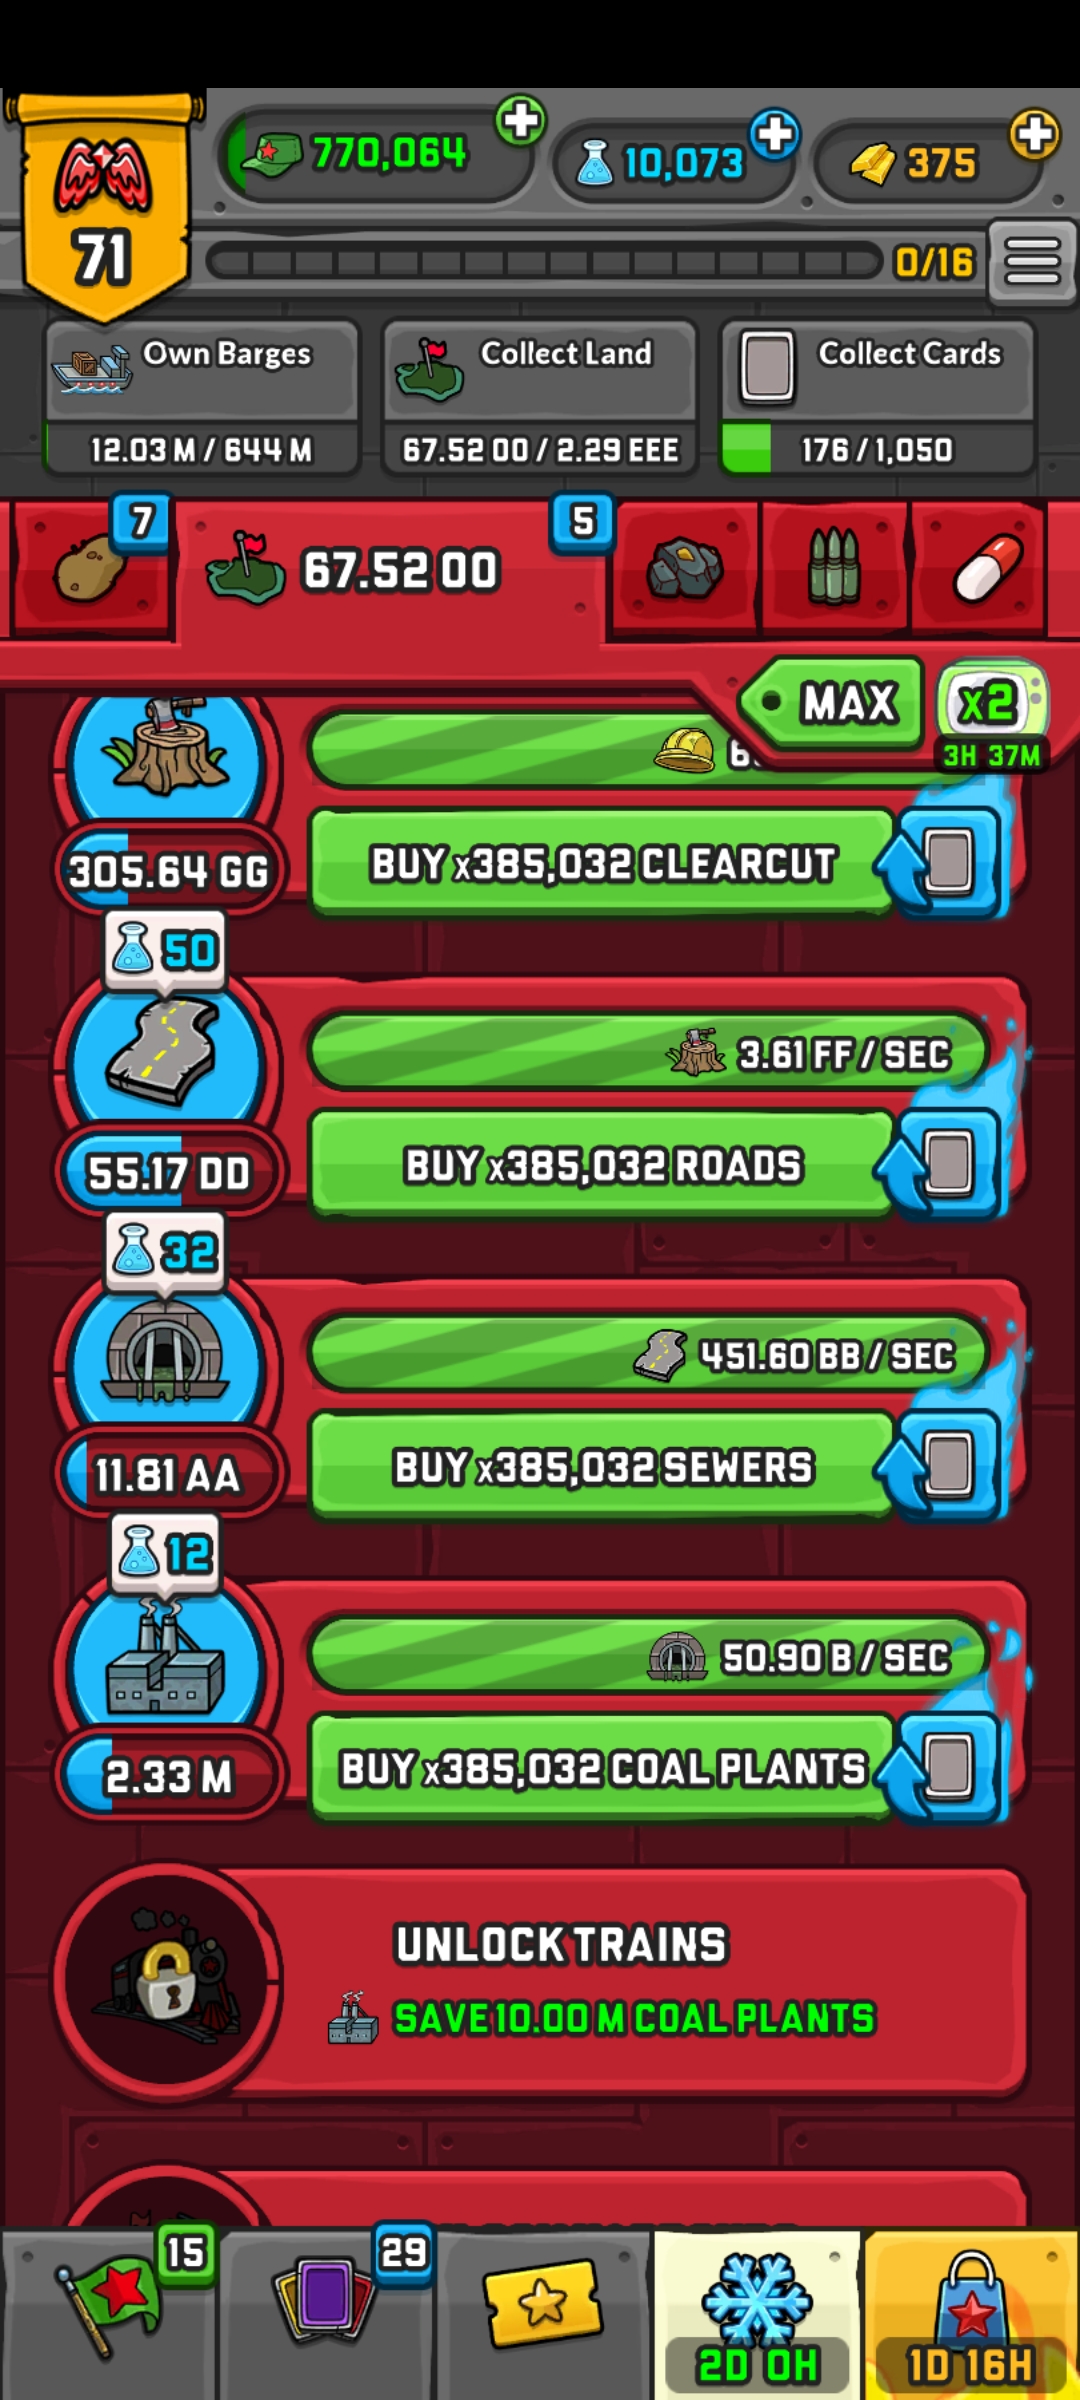 770,064
10,073
375
71
0/16
Own Barges
12.03 M / 644 M
Collect Land
67.52 OO / 2.29 EEE
Collect Cards
176 / 1,050
7
67.52 OO
5
MAX
x2
3H 37M
305.64 GG
BUY x385,032 CLEARCUT
50
3.61 FF / SEC
55.17 DD
BUY x385,032 ROADS
32
451.60 BB / SEC
11.81 AA
BUY x385,032 SEWERS
12
50.90 B / SEC
2.33 M
BUY x385,032 COAL PLANTS
UNLOCK TRAINS
SAVE 10.00 M COAL PLANTS
15
29
2D 0H
1D 16H